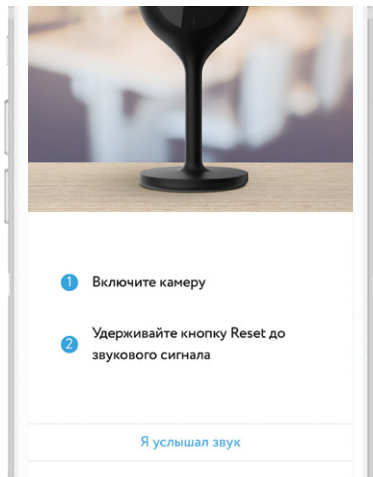 1 Включите камеру
2 Удерживайте кнопку Reset до
звукового сигнала
Я услышал звук